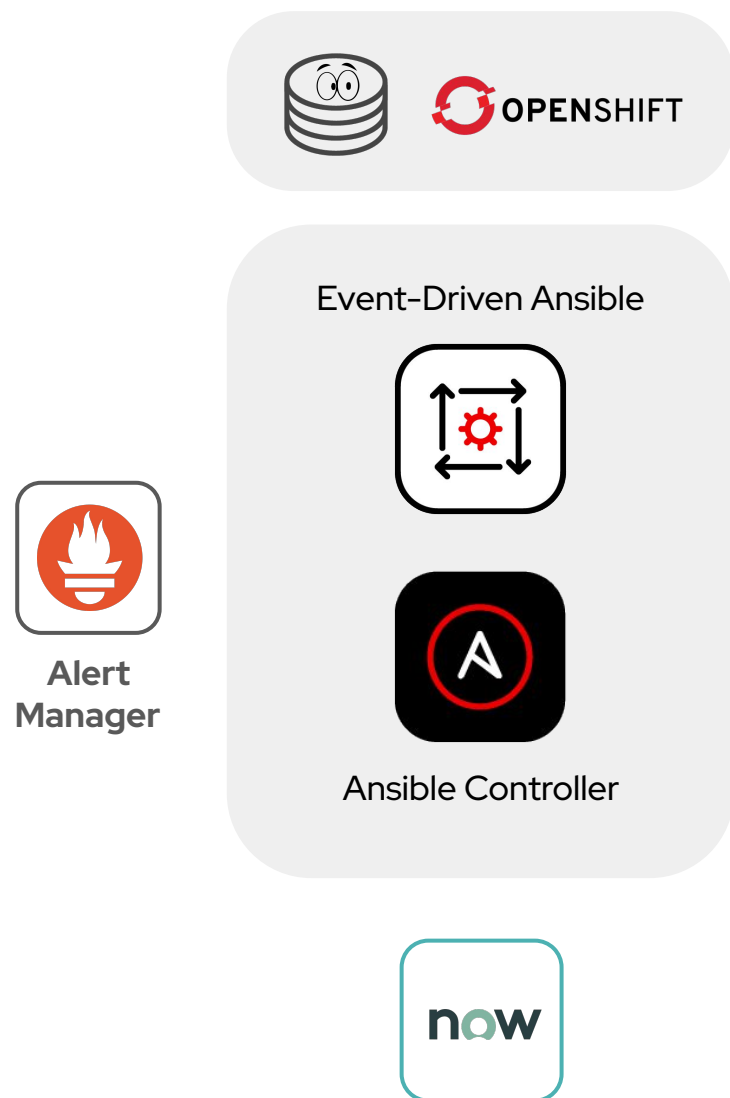 OPENSHIFT
Event-Driven Ansible
Alert
Manager
Ansible Controller
now